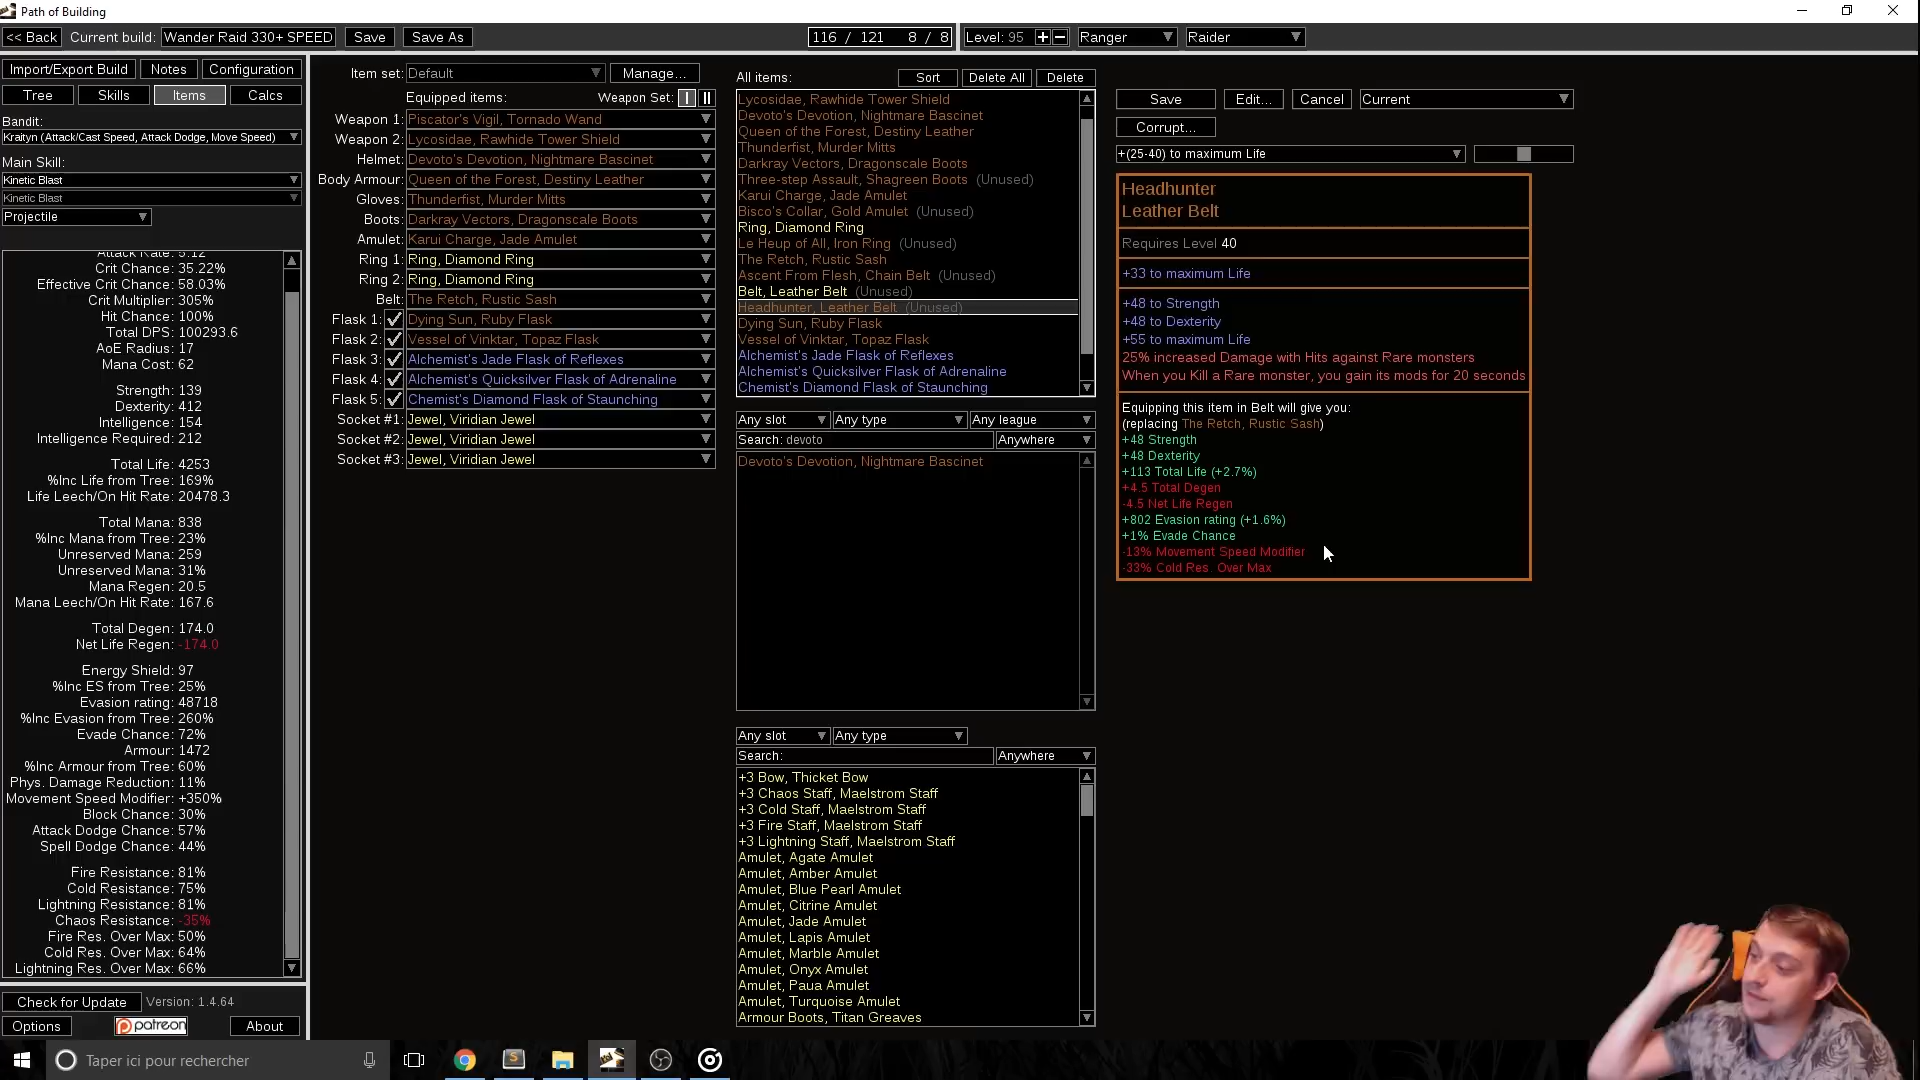 Path of Building
<< Back
Current build: Wander Raid 330+ SPEED
Save
Save As
116 / 121 8 / 8
Level: 95
Ranger
Raider
Import/Export Build
Notes
Configuration
Tree
Skills
Items
Calcs
Bandit:
Kraityn (Attack/Cast Speed, Attack Dodge, Move Speed)
Main Skill:
Kinetic Blast
Kinetic Blast
Projectile
Attack Rate: 5.12
Crit Chance: 35.22%
Effective Crit Chance: 58.03%
Crit Multiplier: 305%
Hit Chance: 100%
Total DPS: 100293.6
AoE Radius: 17
Mana Cost: 62
Strength: 139
Dexterity: 412
Intelligence: 154
Intelligence Required: 212
Total Life: 4253
%Inc Life from Tree: 169%
Life Leech/On Hit Rate: 20478.3
Total Mana: 838
%Inc Mana from Tree: 23%
Unreserved Mana: 259
Unreserved Mana: 31%
Mana Regen: 20.5
Mana Leech/On Hit Rate: 167.6
Total Degen: 174.0
Net Life Regen: -174.0
Energy Shield: 97
%Inc ES from Tree: 25%
Evasion rating: 48718
%Inc Evasion from Tree: 260%
Evade Chance: 72%
Armour: 1472
%Inc Armour from Tree: 60%
Phys. Damage Reduction: 11%
Movement Speed Modifier: +350%
Block Chance: 30%
Attack Dodge Chance: 57%
Spell Dodge Chance: 44%
Fire Resistance: 81%
Cold Resistance: 75%
Lightning Resistance: 81%
Chaos Resistance: -35%
Fire Res. Over Max: 50%
Cold Res. Over Max: 64%
Lightning Res. Over Max: 66%
Check for Update
Version: 1.4.64
Options
patreon
About
Item set: Default
Manage...
Equipped items:
Weapon Set: I II
Weapon 1: Piscator's Vigil, Tornado Wand
Weapon 2: Lycosidae, Rawhide Tower Shield
Helmet: Devoto's Devotion, Nightmare Bascinet
Body Armour: Queen of the Forest, Destiny Leather
Gloves: Thunderfist, Murder Mitts
Boots: Darkray Vectors, Dragonscale Boots
Amulet: Karui Charge, Jade Amulet
Ring 1: Ring, Diamond Ring
Ring 2: Ring, Diamond Ring
Belt: The Retch, Rustic Sash
Flask 1: Dying Sun, Ruby Flask
Flask 2: Vessel of Vinktar, Topaz Flask
Flask 3: Alchemist's Jade Flask of Reflexes
Flask 4: Alchemist's Quicksilver Flask of Adrenaline
Flask 5: Chemist's Diamond Flask of Staunching
Socket #1: Jewel, Viridian Jewel
Socket #2: Jewel, Viridian Jewel
Socket #3: Jewel, Viridian Jewel
All items:
Sort
Delete All
Delete
Lycosidae, Rawhide Tower Shield
Devoto's Devotion, Nightmare Bascinet
Queen of the Forest, Destiny Leather
Thunderfist, Murder Mitts
Darkray Vectors, Dragonscale Boots
Three-step Assault, Shagreen Boots (Unused)
Karui Charge, Jade Amulet
Bisco's Collar, Gold Amulet (Unused)
Ring, Diamond Ring
Le Heup of All, Iron Ring (Unused)
The Retch, Rustic Sash
Ascent From Flesh, Chain Belt (Unused)
Belt, Leather Belt (Unused)
Headhunter, Leather Belt (Unused)
Dying Sun, Ruby Flask
Vessel of Vinktar, Topaz Flask
Alchemist's Jade Flask of Reflexes
Alchemist's Quicksilver Flask of Adrenaline
Chemist's Diamond Flask of Staunching
Any slot
Any type
Any league
Search: devoto
Anywhere
Devoto's Devotion, Nightmare Bascinet
Any slot
Any type
Search:
Anywhere
+3 Bow, Thicket Bow
+3 Chaos Staff, Maelstrom Staff
+3 Cold Staff, Maelstrom Staff
+3 Fire Staff, Maelstrom Staff
+3 Lightning Staff, Maelstrom Staff
Amulet, Agate Amulet
Amulet, Amber Amulet
Amulet, Blue Pearl Amulet
Amulet, Citrine Amulet
Amulet, Jade Amulet
Amulet, Lapis Amulet
Amulet, Marble Amulet
Amulet, Onyx Amulet
Amulet, Paua Amulet
Amulet, Turquoise Amulet
Armour Boots, Titan Greaves
Save
Edit...
Cancel
Current
Corrupt...
+(25-40) to maximum Life
Headhunter
Leather Belt
Requires Level 40
+33 to maximum Life
+48 to Strength
+48 to Dexterity
+55 to maximum Life
25% increased Damage with Hits against Rare monsters
When you Kill a Rare monster, you gain its mods for 20 seconds
Equipping this item in Belt will give you:
(replacing The Retch, Rustic Sash)
+48 Strength
+48 Dexterity
+113 Total Life (+2.7%)
+4.5 Total Degen
-4.5 Net Life Regen
+802 Evasion rating (+1.6%)
+1% Evade Chance
-13% Movement Speed Modifier
-33% Cold Res. Over Max
Taper ici pour rechercher